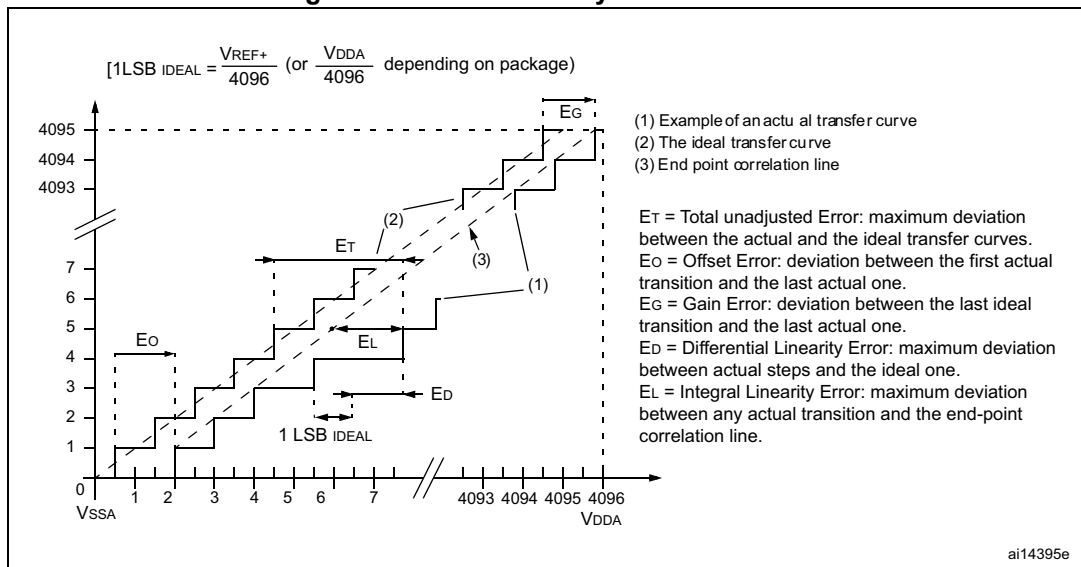 [1LSB IDEAL = VREF+ / 4096 (or VDDA / 4096 depending on package)
EG
(1) Example of an actu al transfer curve
(2) The ideal transfer curve
(3) End point correlation line
4095
4094
4093
(2)
ET
(3)
(1)
7
6
5
4
3
2
1
0
EO
EL
ED
1 LSB IDEAL
ET = Total unadjusted Error: maximum deviation
between the actual and the ideal transfer curves.
EO = Offset Error: deviation between the first actual
transition and the last actual one.
EG = Gain Error: deviation between the last ideal
transition and the last actual one.
ED = Differential Linearity Error: maximum deviation
between actual steps and the ideal one.
EL = Integral Linearity Error: maximum deviation
between any actual transition and the end-point
correlation line.
1 2 3 4 5 6 7 4093 4094 4095 4096
VSSA
VDDA
ai14395e